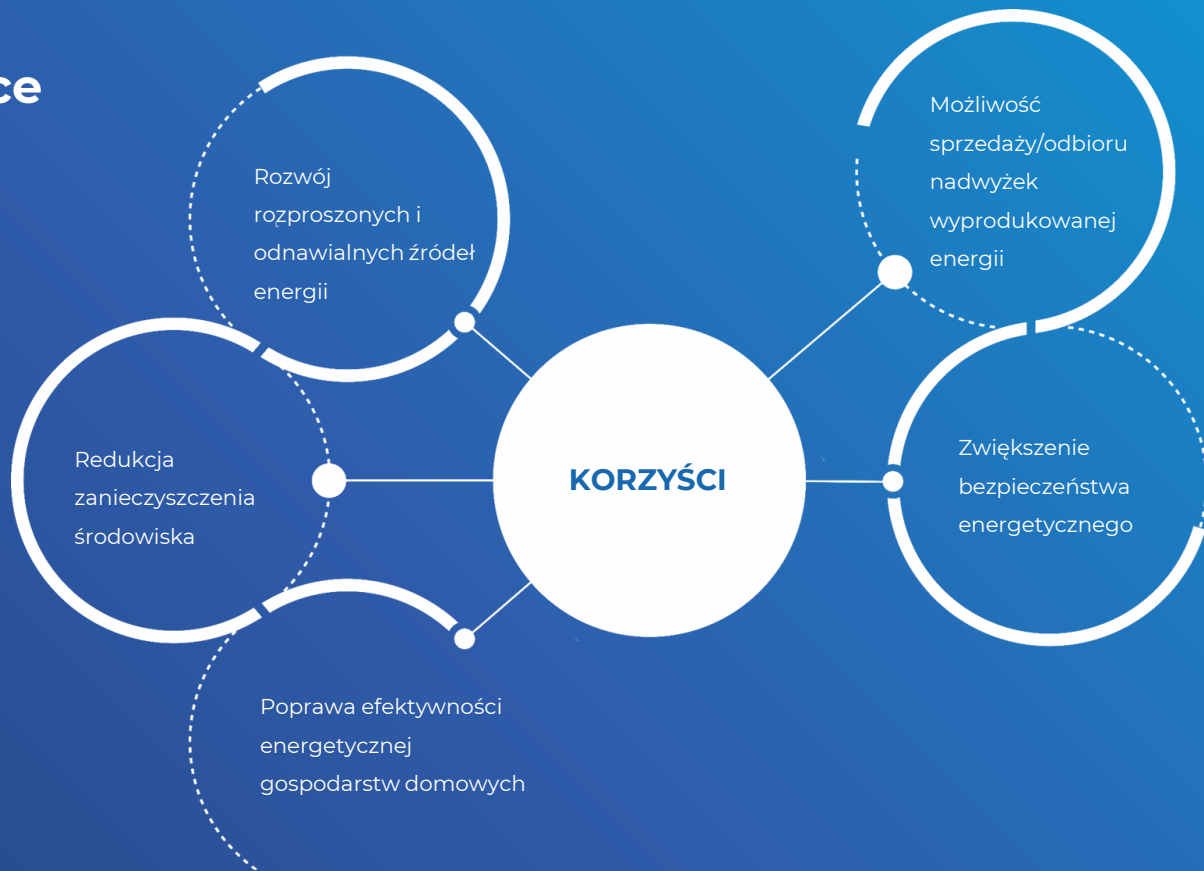 ce
Rozwój
rozproszonych i
odnawialnych źródeł
energii
Możliwość
sprzedaży/odbioru
nadwyżek
wyprodukowanej
energii
Redukcja
zanieczyszczenia
środowiska
KORZYŚCI
Zwiększenie
bezpieczeństwa
energetycznego
Poprawa efektywności
energetycznej
gospodarstw domowych